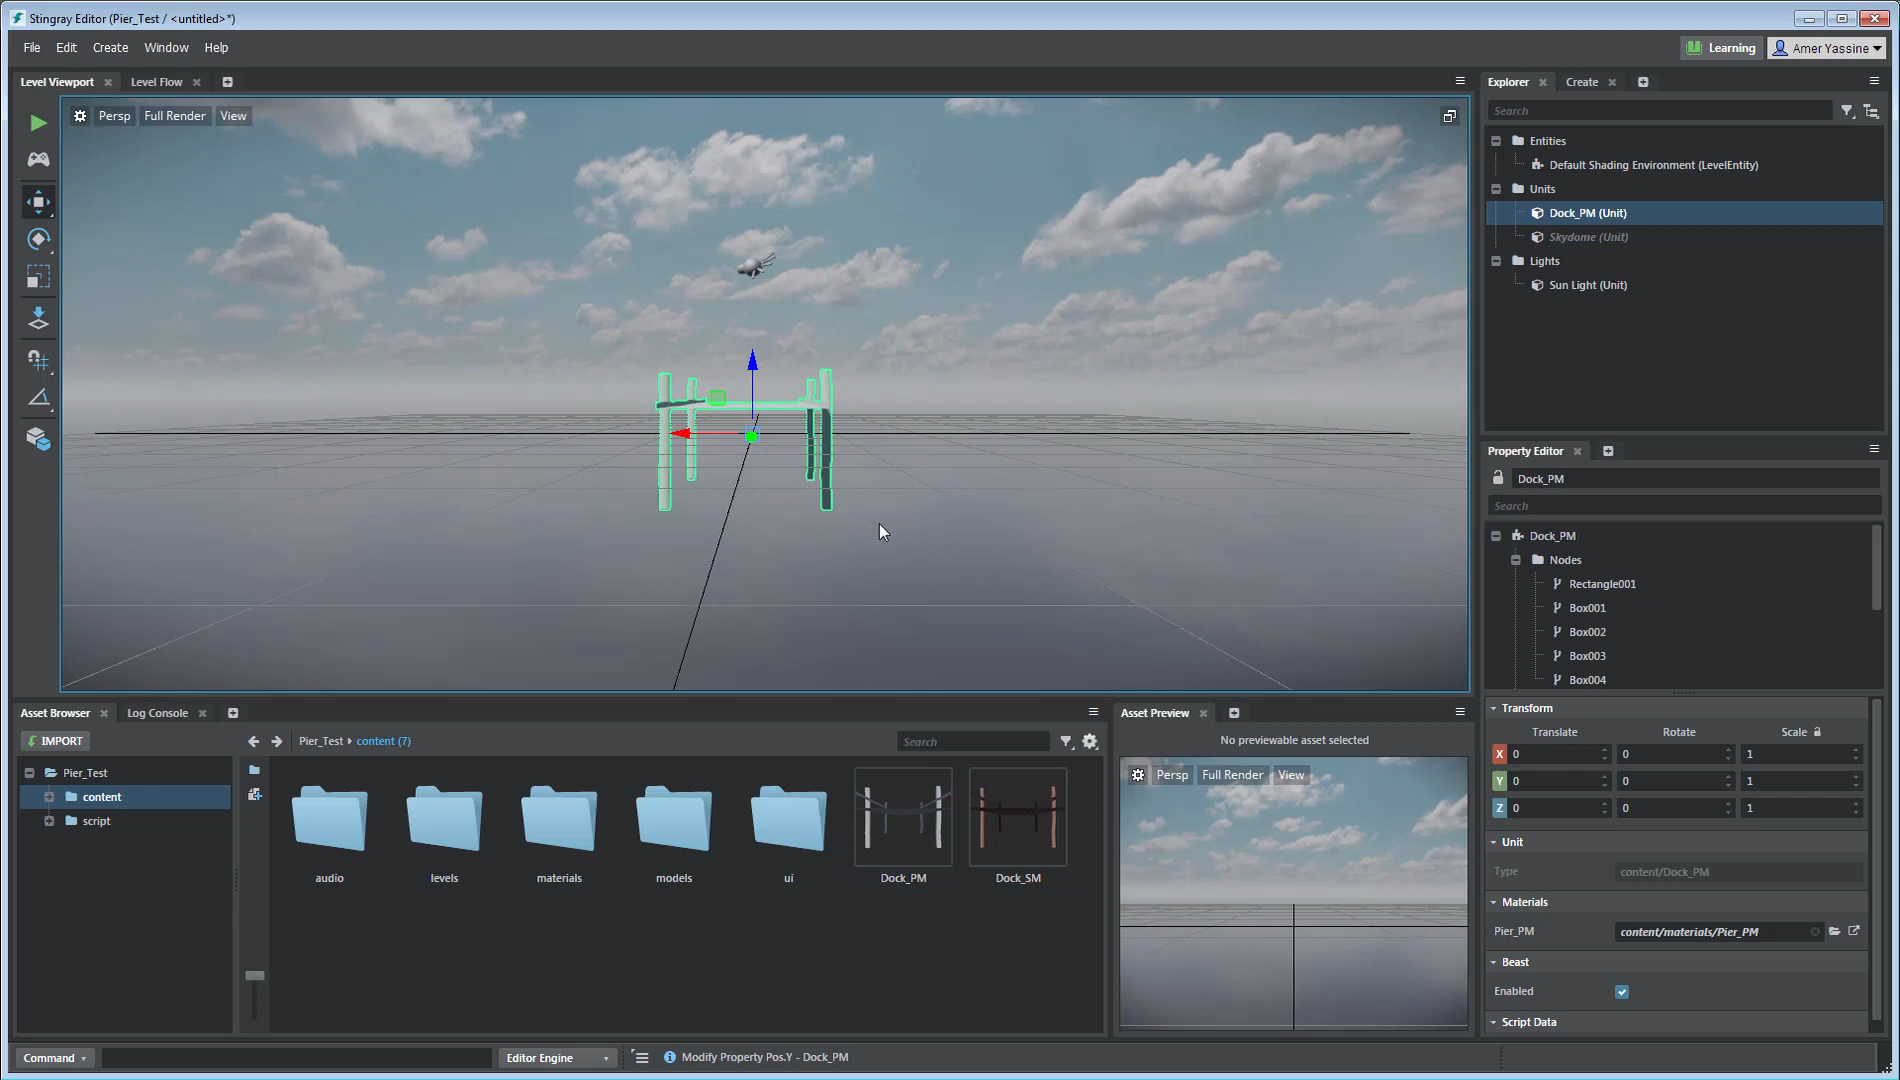 Stingray Editor (Pier_Test / <untitled>*)
File Edit Create Window Help
Learning Amer Yassine
Level Viewport Level Flow
Persp Full Render View
Explorer Create
Search
Entities
Default Shading Environment (LevelEntity)
Units
Dock_PM (Unit)
Skydome (Unit)
Lights
Sun Light (Unit)
Property Editor
Dock_PM
Search
Dock_PM
Nodes
Rectangle001
Box001
Box002
Box003
Box004
Transform
Translate Rotate Scale
X 0 0 1
Y 0 0 1
Z 0 0 1
Unit
Type content/Dock_PM
Materials
Pier_PM content/materials/Pier_PM
Beast
Enabled
Script Data
Asset Browser Log Console
IMPORT
Pier_Test content (7)
Search
Pier_Test
content
script
audio levels materials models ui Dock_PM Dock_SM
Asset Preview
No previewable asset selected
Persp Full Render View
Command Editor Engine Modify Property Pos.Y - Dock_PM